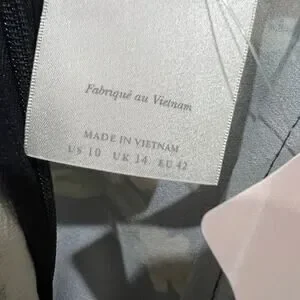 Fabriqué au Vietnam
MADE IN VIETNAM
US 10 UK 14 EU 42